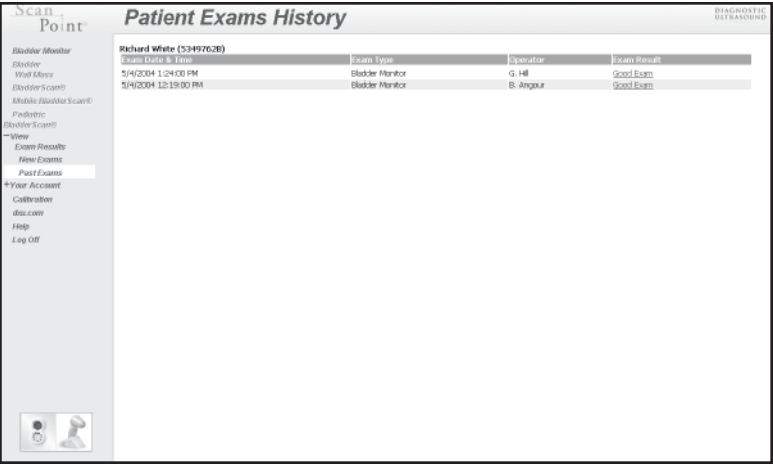 Scan
Point®
Patient Exams History
DIAGNOSTIC
ULTRASOUND
Bladder Monitor
Bladder
Wall Mass
BladderScan®
Mobile BladderScan®
Pediatric
BladderScan®
−View
Exam Results
New Exams
Past Exams
+Your Account
Calibration
dxu.com
Help
Log Off
Richard White (5349762B)
Exam Date & Time Exam Type Operator Exam Result
5/4/2004 1:24:00 PM Bladder Monitor G. Hill Good Exam
5/4/2004 12:19:00 PM Bladder Monitor B. Angour Good Exam